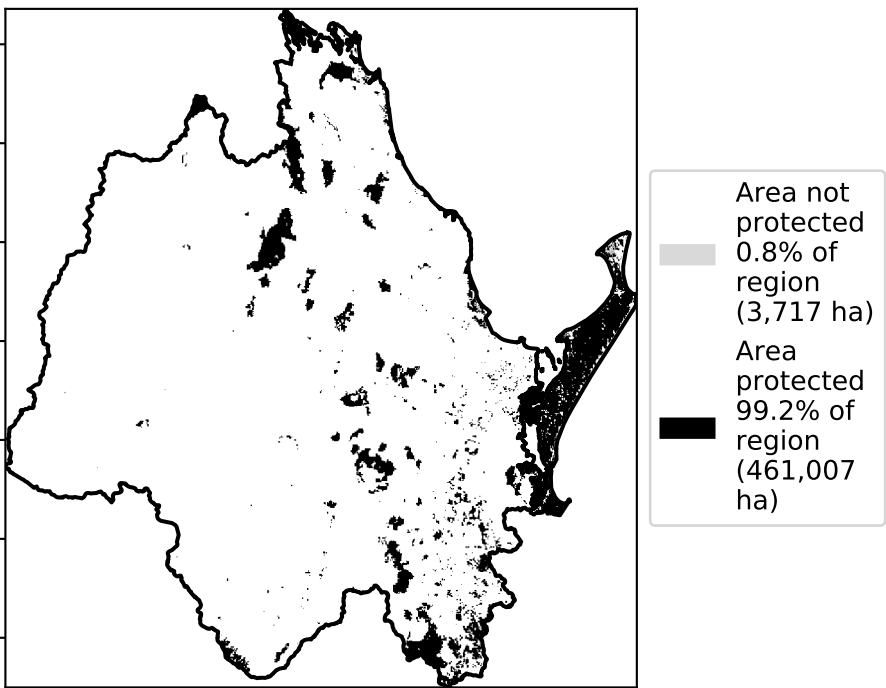 Area not
protected
0.8% of
region
(3,717 ha)
Area
protected
99.2% of
region
(461,007
ha)